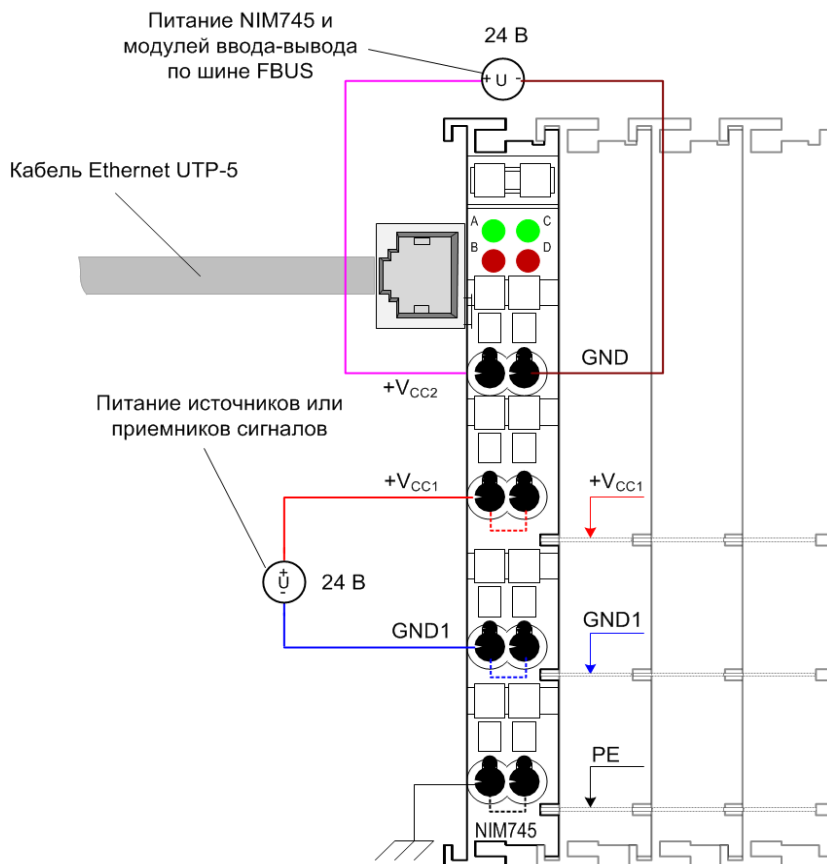 Питание NIM745 и
модулей ввода-вывода
по шине FBUS
24 В
+ U -
Кабель Ethernet UTP-5
A
C
B
D
GND
+VCC2
Питание источников или
приемников сигналов
+VCC1
+VCC1
+
U
-
24 В
GND1
GND1
PE
NIM745